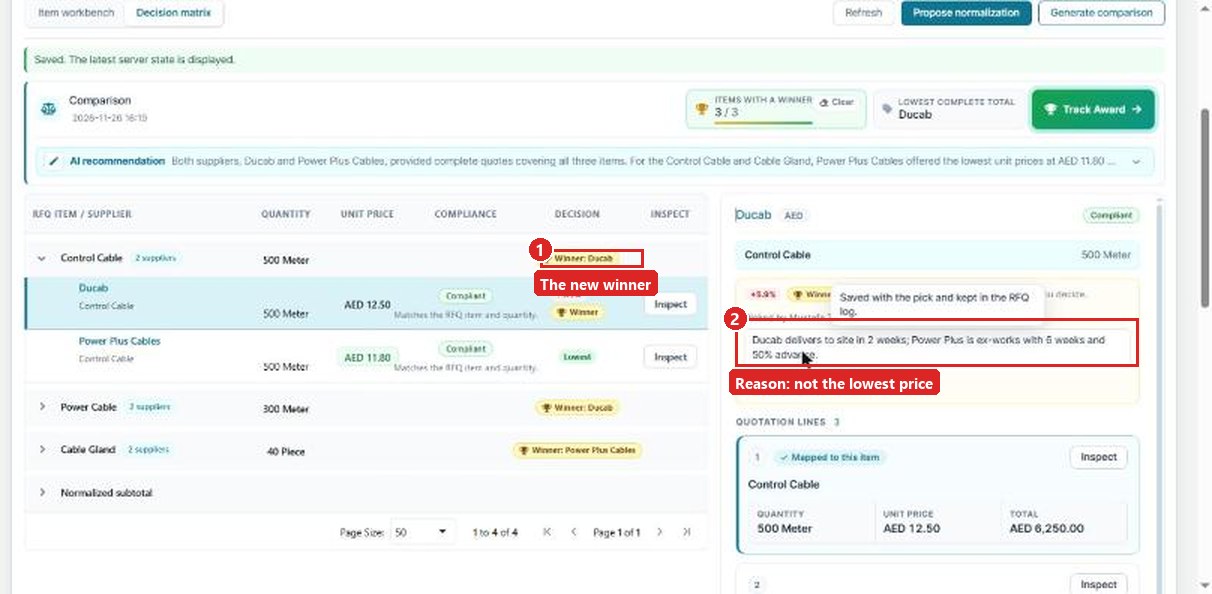 Item workbench
Decision matrix
Refresh
Propose normalization
Generate comparison
Saved. The latest server state is displayed.
Comparison
2026-11-26 16:19
ITEMS WITH A WINNER
Clear
3 / 3
LOWEST COMPLETE TOTAL
Ducab
Track Award →
AI recommendation Both suppliers, Ducab and Power Plus Cables, provided complete quotes covering all three items. For the Control Cable and Cable Gland, Power Plus Cables offered the lowest unit prices at AED 11.80 ...
RFQ ITEM / SUPPLIER
QUANTITY
UNIT PRICE
COMPLIANCE
DECISION
INSPECT
1
Control Cable 2 suppliers
500 Meter
Winner: Ducab
The new winner
Ducab
Control Cable
500 Meter
AED 12.50
Compliant
Matches the RFQ item and quantity.
Winner
Inspect
Power Plus Cables
Control Cable
500 Meter
AED 11.80
Compliant
Matches the RFQ item and quantity.
Lowest
Inspect
Power Cable 2 suppliers
300 Meter
Winner: Ducab
Cable Gland 2 suppliers
40 Piece
Winner: Power Plus Cables
Normalized subtotal
Page Size: 50
1 to 4 of 4
Page 1 of 1
Ducab AED
Compliant
Control Cable
500 Meter
+5.9%
Saved with the pick and kept in the RFQ
log.
decide.
2
Ducab delivers to site in 2 weeks; Power Plus is ex-works with 6 weeks and
50% advance.
Reason: not the lowest price
QUOTATION LINES 3
1
Mapped to this item
Inspect
Control Cable
QUANTITY
500 Meter
UNIT PRICE
AED 12.50
TOTAL
AED 6,250.00
2
Inspect